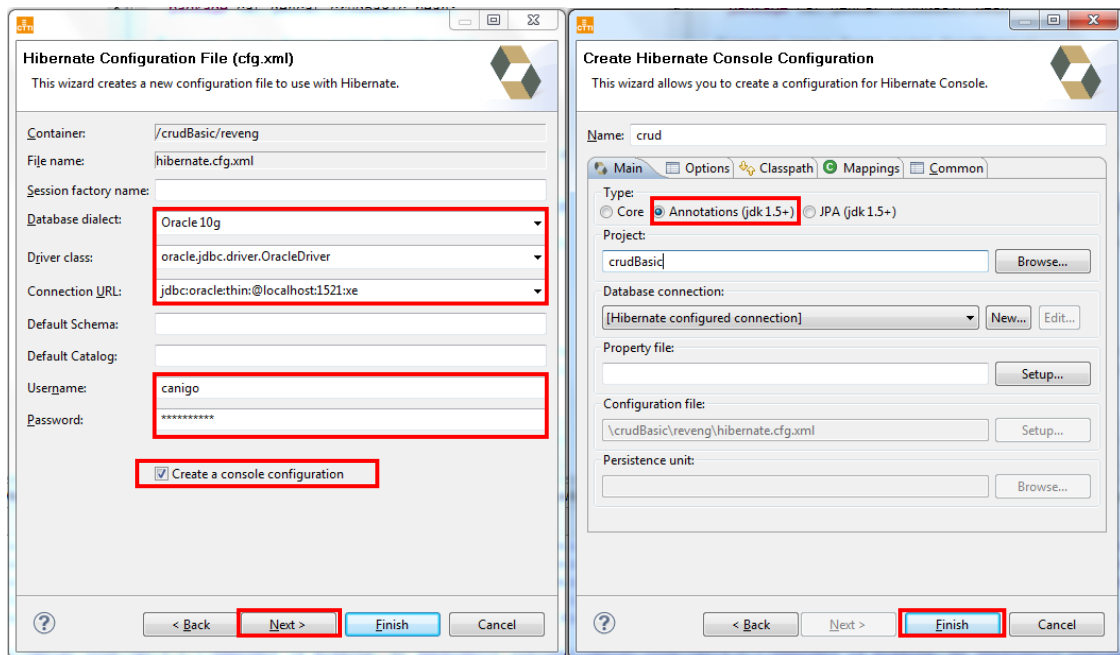 CTTI
Hibernate Configuration File (cfg.xml)
This wizard creates a new configuration file to use with Hibernate.
Container: /crudBasic/reveng
File name: hibernate.cfg.xml
Session factory name:
Database dialect: Oracle 10g
Driver class: oracle.jdbc.driver.OracleDriver
Connection URL: jdbc:oracle:thin:@localhost:1521:xe
Default Schema:
Default Catalog:
Username: canigo
Password: **********
Create a console configuration
< Back Next > Finish Cancel
CTTI
Create Hibernate Console Configuration
This wizard allows you to create a configuration for Hibernate Console.
Name: crud
Main Options Classpath Mappings Common
Type:
Core Annotations (jdk 1.5+) JPA (jdk 1.5+)
Project:
crudBasic Browse...
Database connection:
[Hibernate configured connection] New... Edit...
Property file:
Setup...
Configuration file:
\crudBasic\reveng\hibernate.cfg.xml Setup...
Persistence unit:
Browse...
< Back Next > Finish Cancel